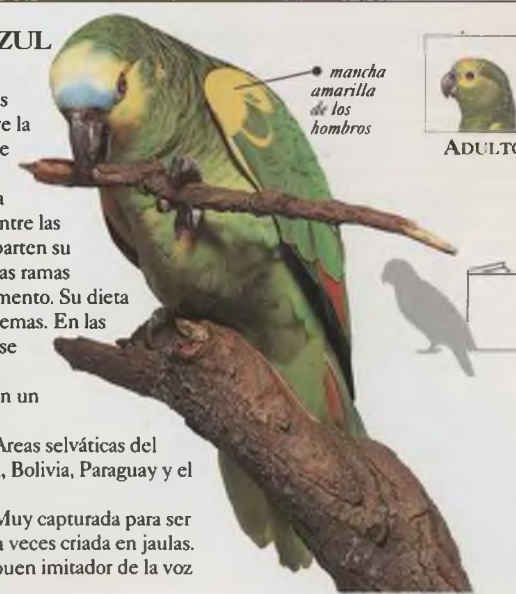 ZUL
s
re la
e
a
ntre las
parten su
as ramas
mento. Su dieta
emas. En las
se
n un
Areas selváticas del
, Bolivia, Paraguay y el
Muy capturada para ser
a veces criada en jaulas.
buen imitador de la voz
mancha
amarilla
de los
hombros
ADULTO